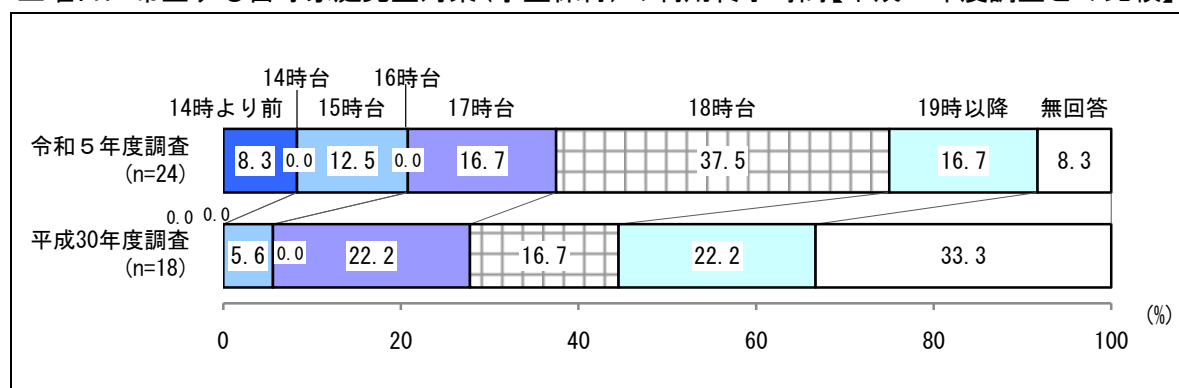 14時台 16時台
14時より前 15時台 17時台 18時台 19時以降 無回答
令和５年度調査
(n=24)
8.3 0.0 12.5 0.0 16.7 37.5 16.7 8.3
0.0 0.0
平成30年度調査
(n=18)
5.6 0.0 22.2 16.7 22.2 33.3
0 20 40 60 80 100
(%)